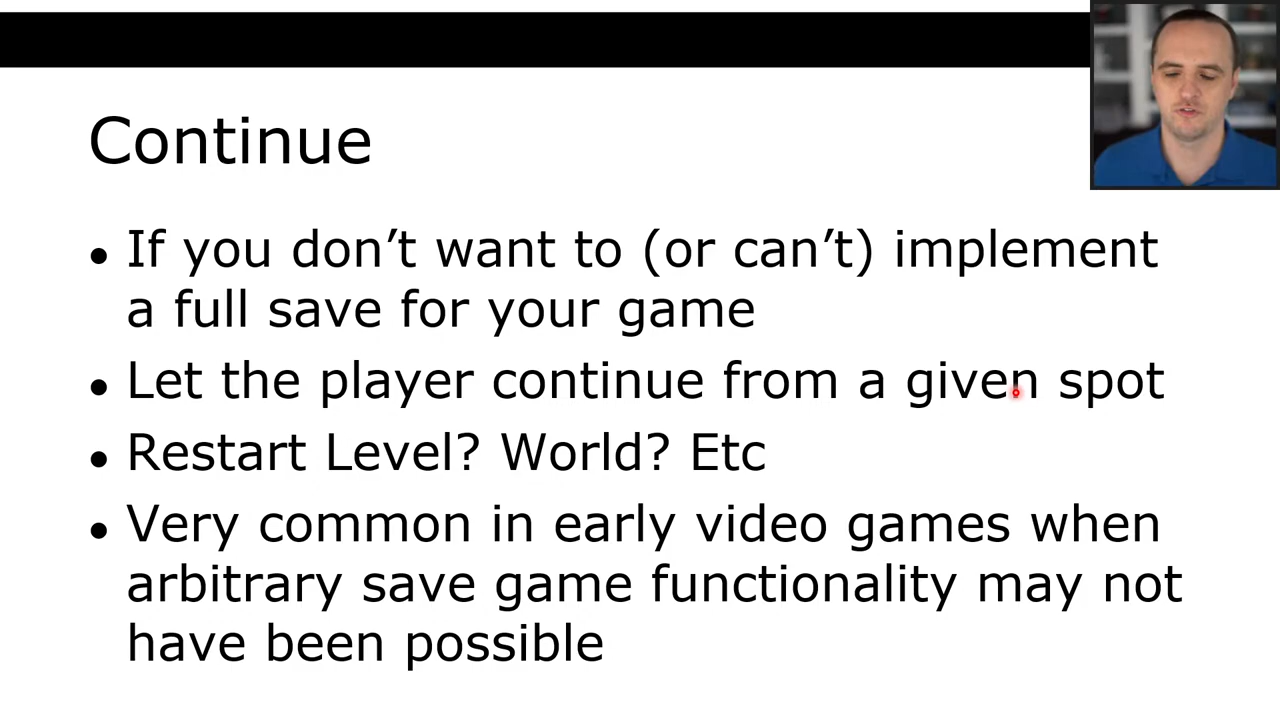 Continue
• If you don’t want to (or can’t) implement
a full save for your game
• Let the player continue from a given spot
• Restart Level? World? Etc
• Very common in early video games when
arbitrary save game functionality may not
have been possible